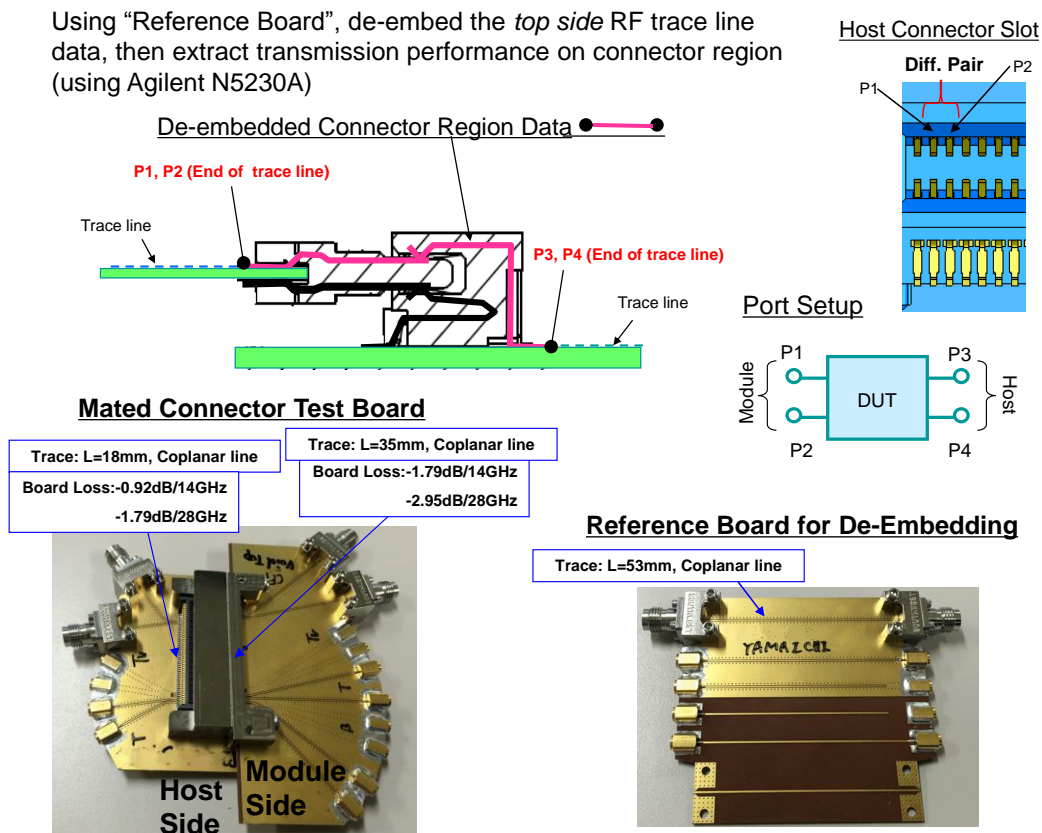 Using “Reference Board”, de-embed the top side RF trace line
data, then extract transmission performance on connector region
(using Agilent N5230A)
Host Connector Slot
Diff. Pair
P1
P2
De-embedded Connector Region Data
P1, P2 (End of trace line)
Trace line
P3, P4 (End of trace line)
Trace line
Port Setup
P1
P3
Module
DUT
Host
P2
P4
Mated Connector Test Board
Trace: L=18mm, Coplanar line
Board Loss:-0.92dB/14GHz
-1.79dB/28GHz
Trace: L=35mm, Coplanar line
Board Loss:-1.79dB/14GHz
-2.95dB/28GHz
Reference Board for De-Embedding
Trace: L=53mm, Coplanar line
YAMAICHI
Host
Side
Module
Side